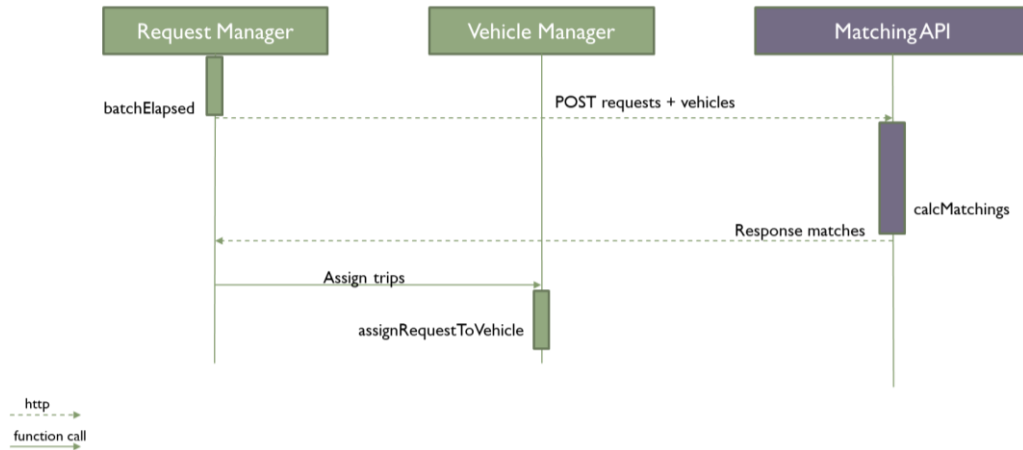 Request Manager
Vehicle Manager
Matching API
batchElapsed
POST requests + vehicles
calcMatchings
Response matches
Assign trips
assignRequestToVehicle
http
function call